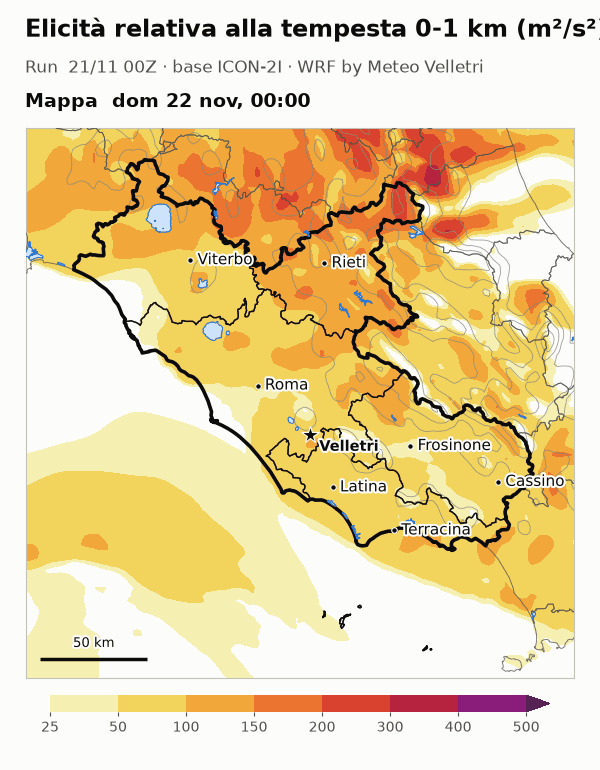 Elicità relativa alla tempesta 0-1 km (m²/s²)
Run 21/11 00Z · base ICON-2I · WRF by Meteo Velletri
Mappa dom 22 nov, 00:00
Viterbo
Rieti
Roma
Velletri
Frosinone
Latina
Cassino
Terracina
50 km
25 50 100 150 200 300 400 500